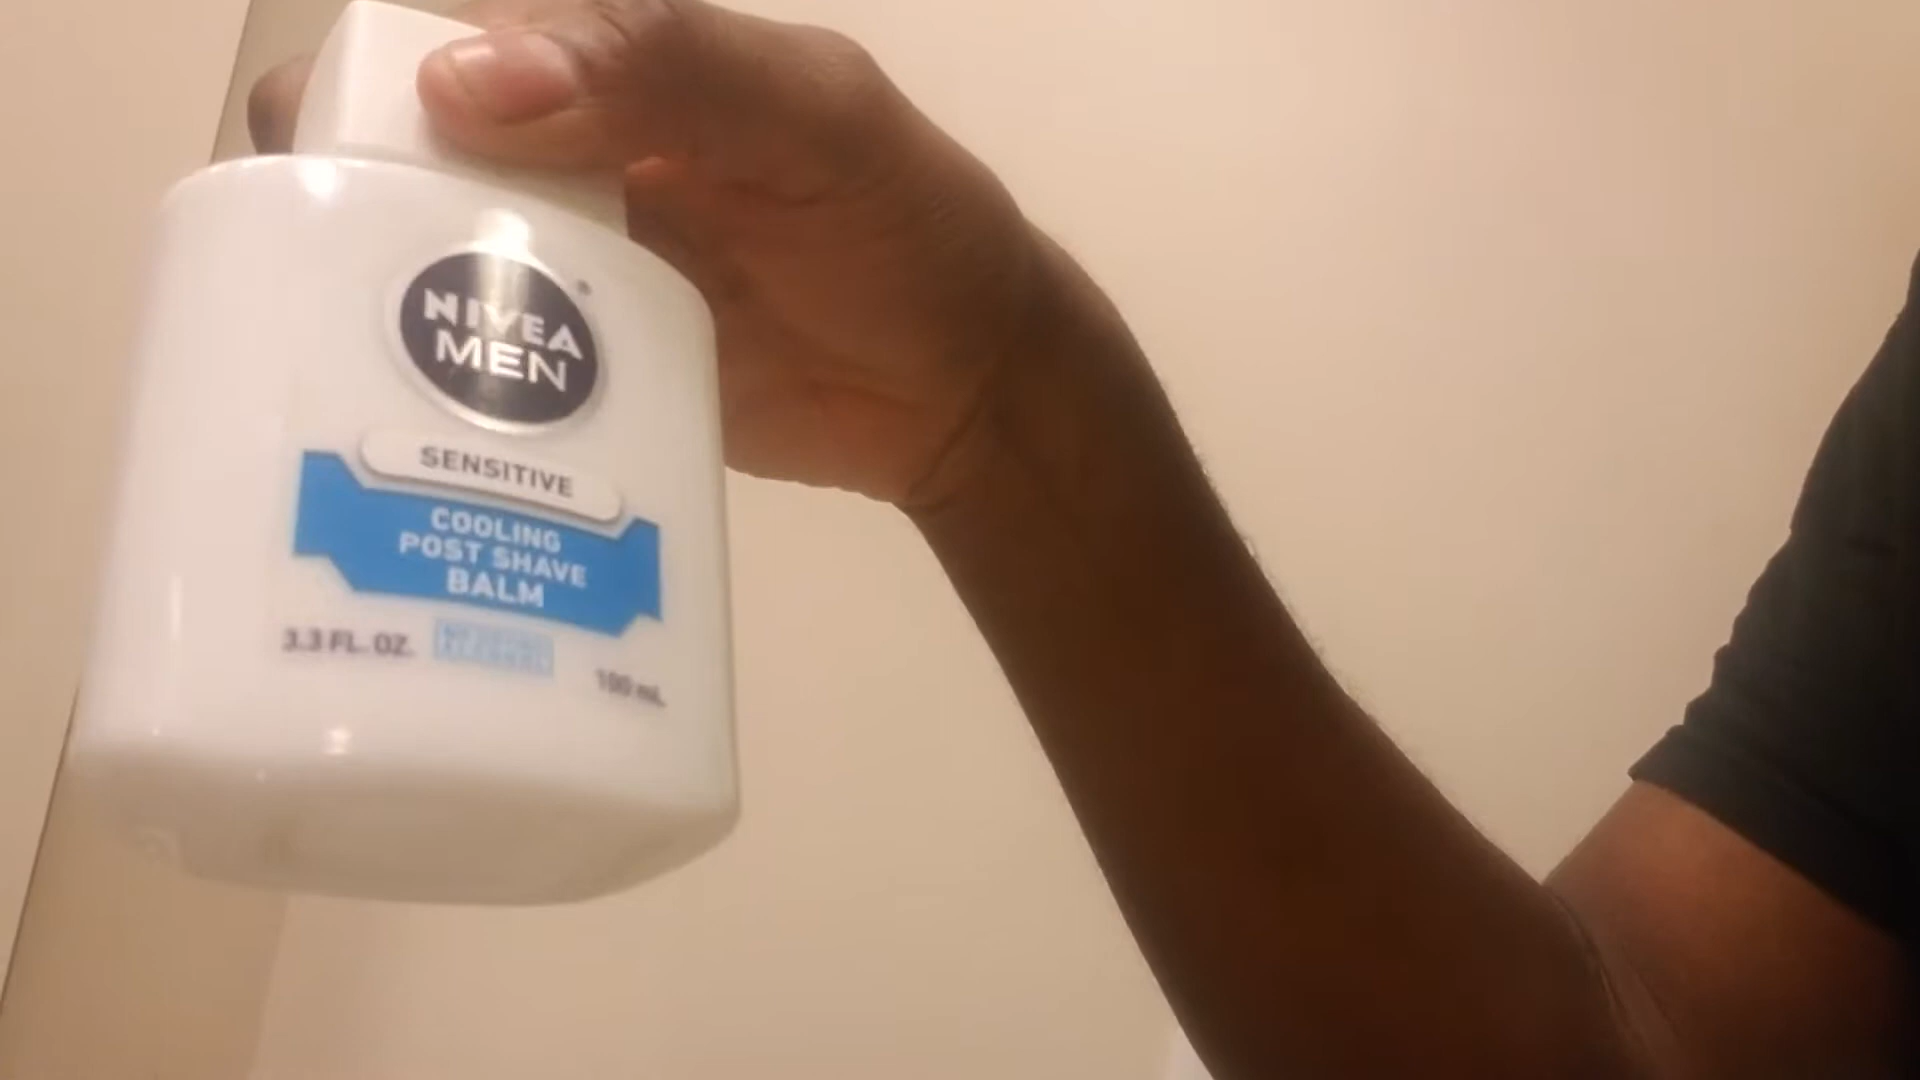 NIVEA
MEN
SENSITIVE
COOLING
POST SHAVE
BALM
3.3 FL. OZ.
100 mL